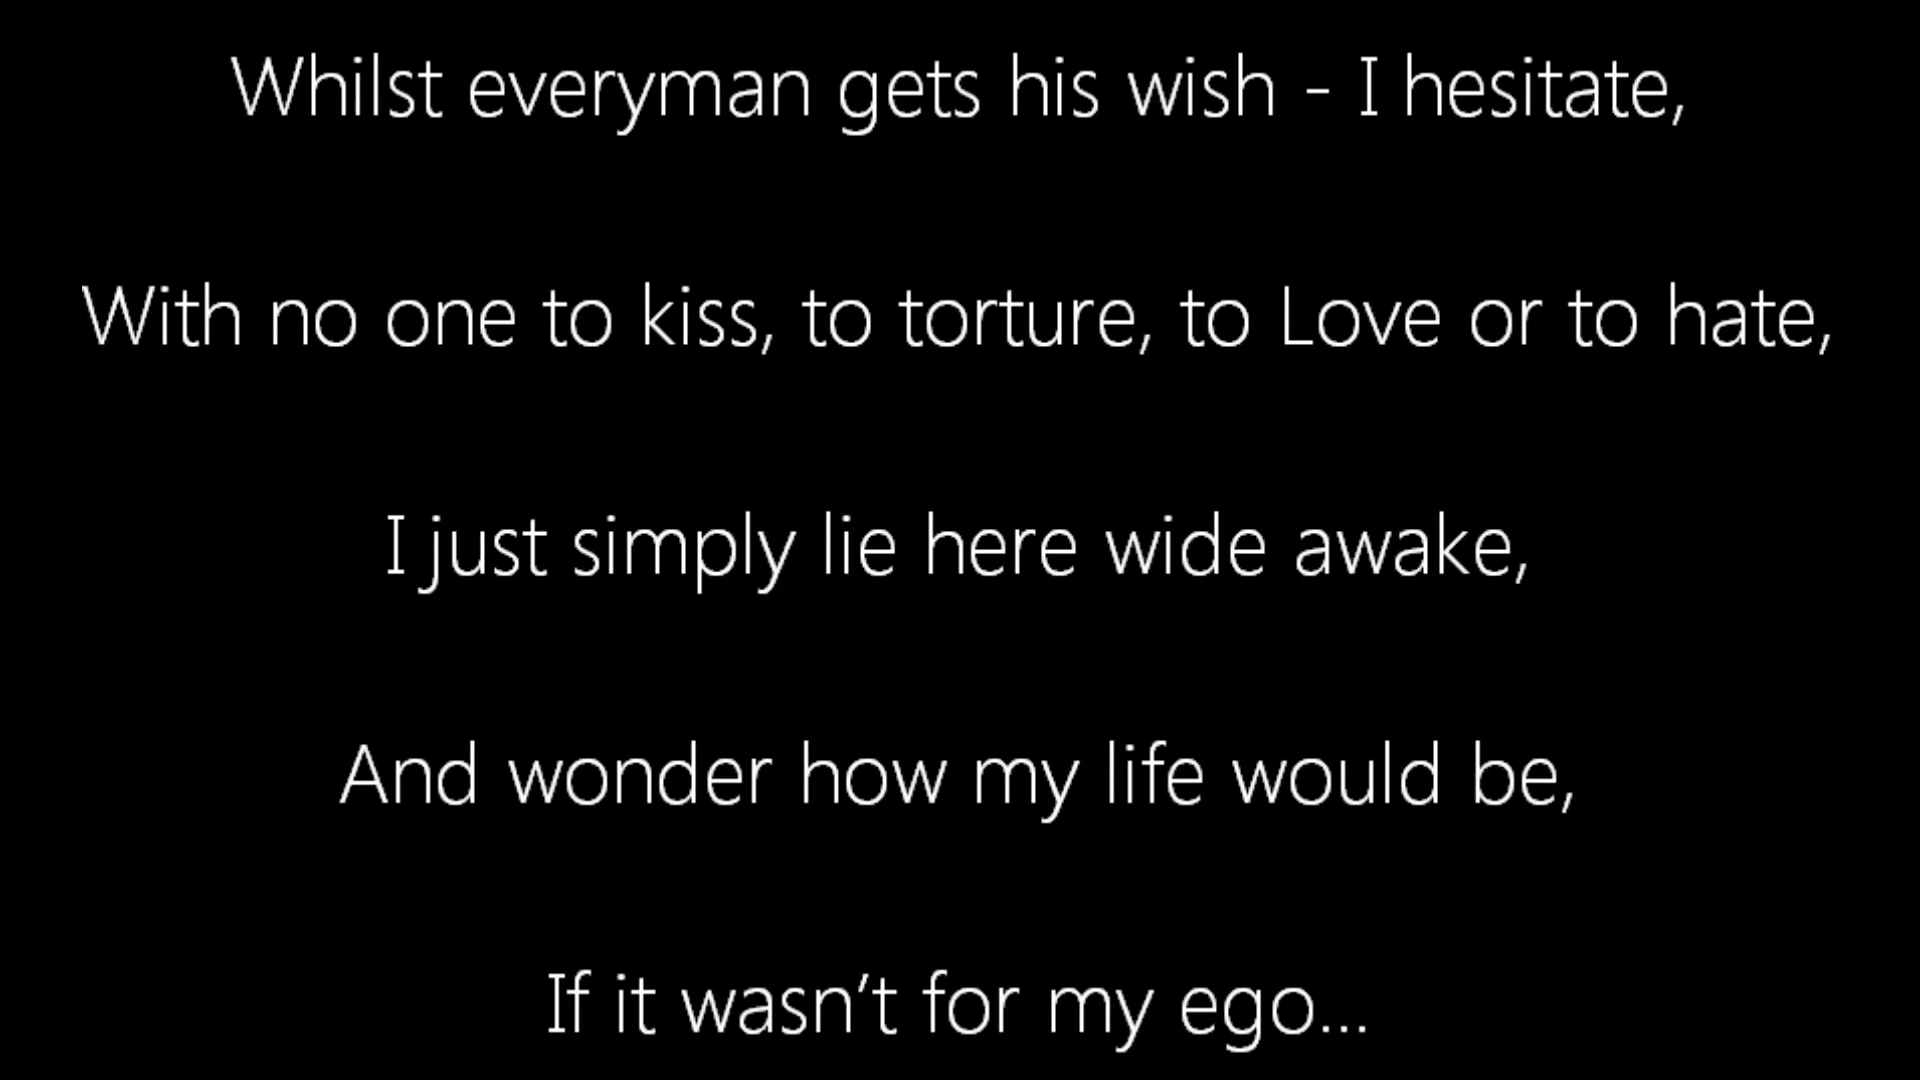 Whilst everyman gets his wish - I hesitate,
With no one to kiss, to torture, to Love or to hate,
I just simply lie here wide awake,
And wonder how my life would be,
If it wasn’t for my ego...